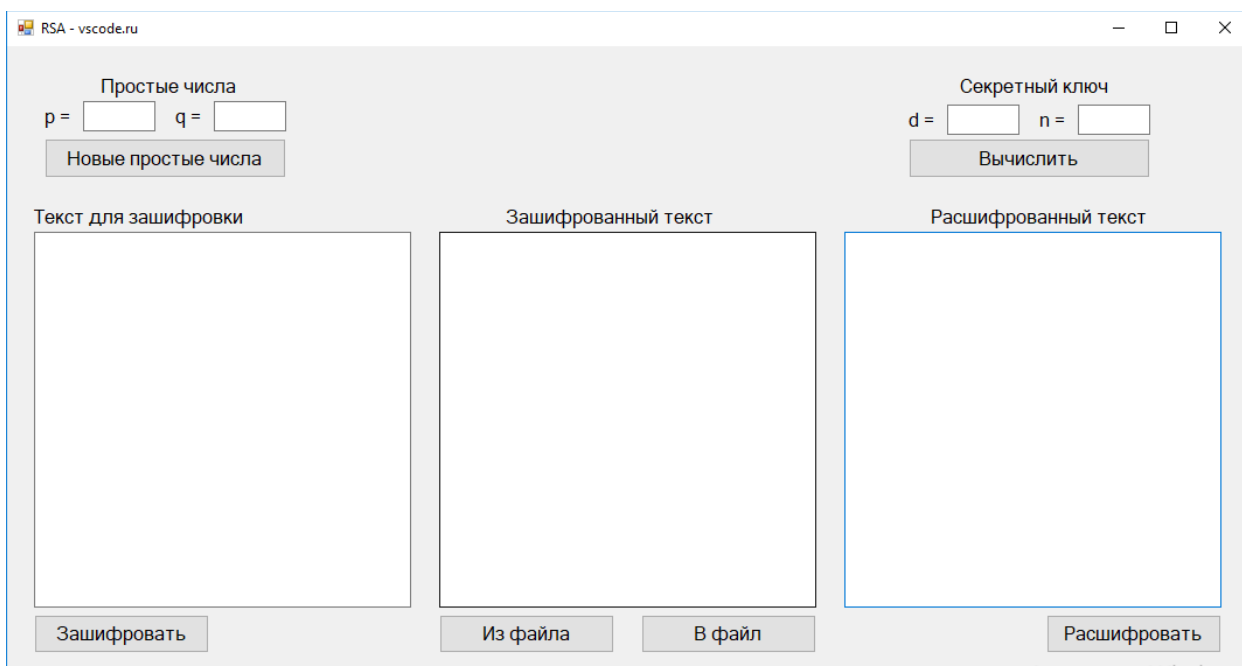 RSA - vscode.ru
Простые числа
Секретный ключ
p =
q =
d =
n =
Новые простые числа
Вычислить
Текст для зашифровки
Зашифрованный текст
Расшифрованный текст
Зашифровать
Из файла
В файл
Расшифровать